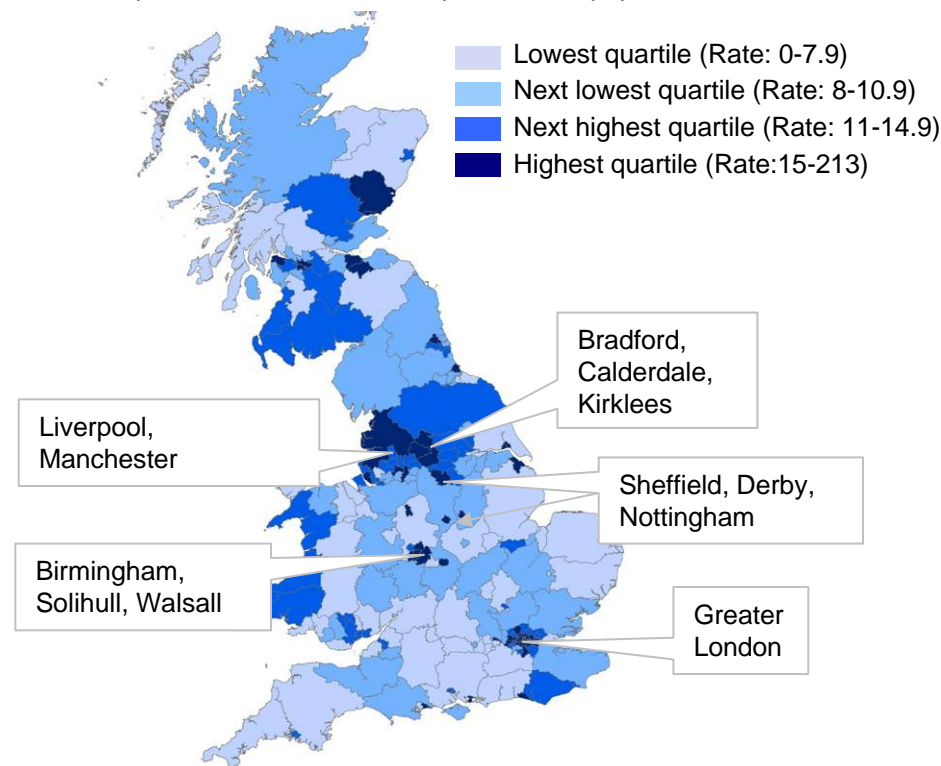 Lowest quartile (Rate: 0-7.9)
Next lowest quartile (Rate: 8-10.9)
Next highest quartile (Rate: 11-14.9)
Highest quartile (Rate:15-213)
Bradford,
Calderdale,
Kirklees
Liverpool,
Manchester
Sheffield, Derby,
Nottingham
Birmingham,
Solihull, Walsall
Greater
London